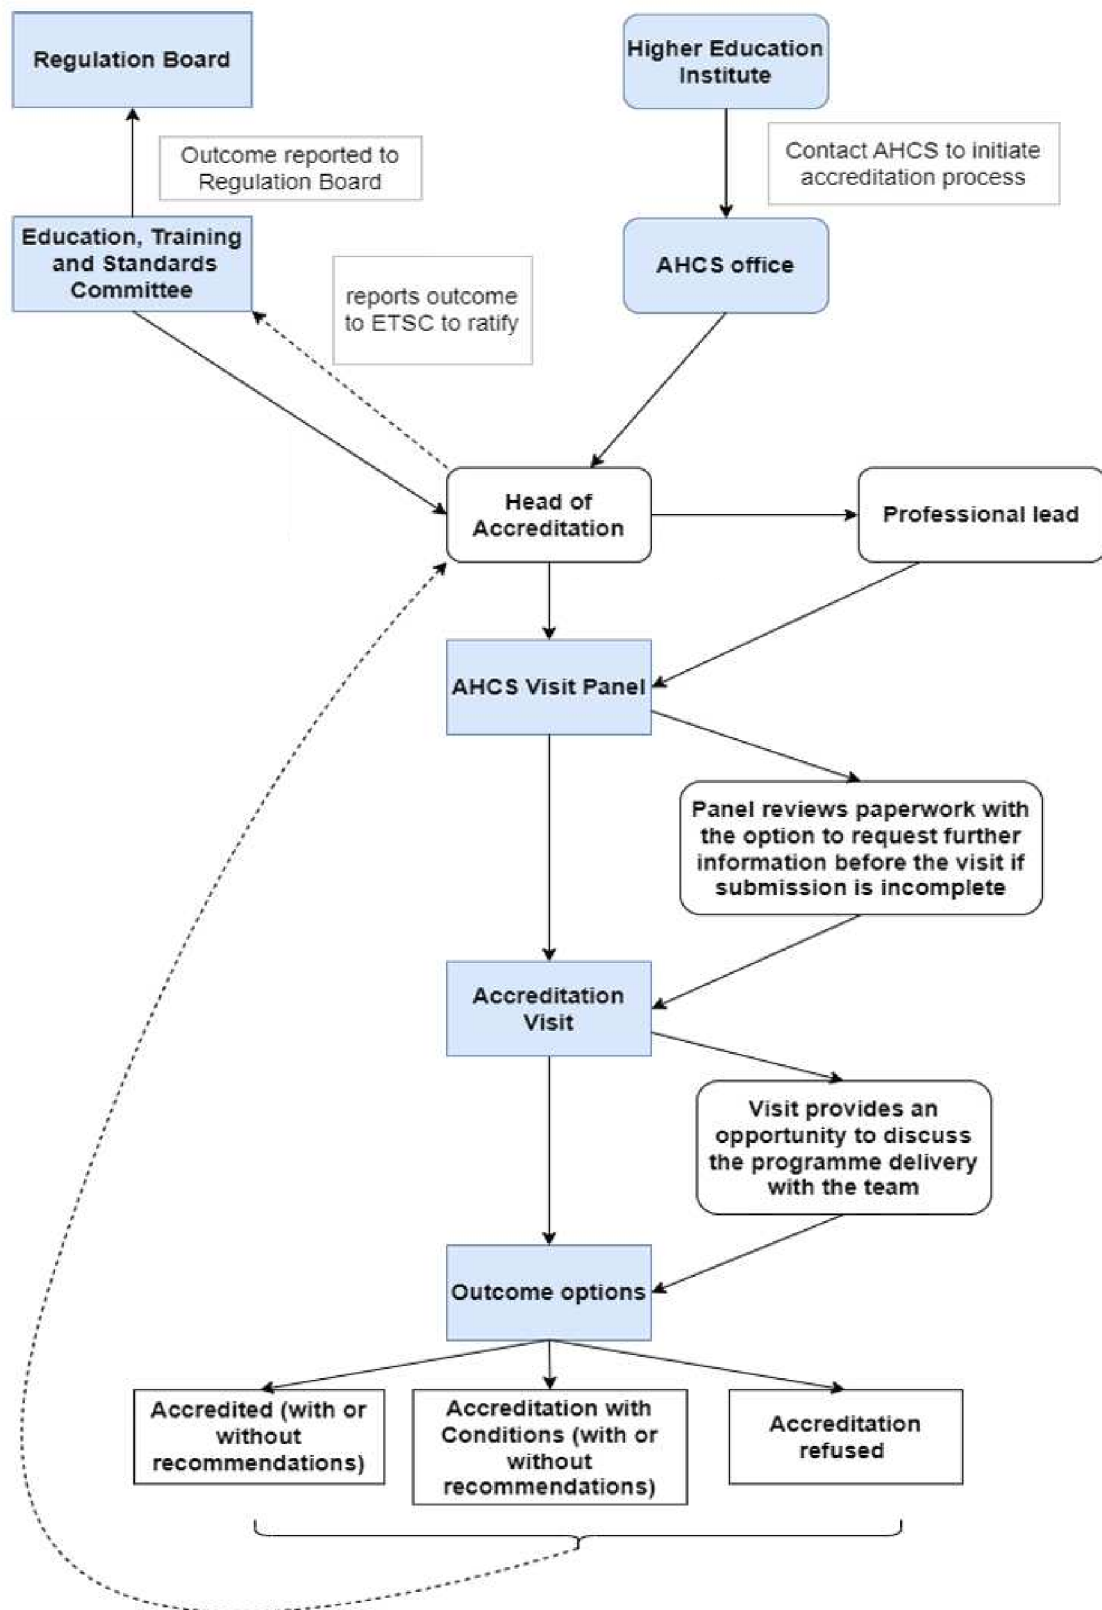 Regulation Board
Higher Education
Institute
Outcome reported to
Regulation Board
Contact AHCS to initiate
accreditation process
Education, Training
and Standards
Committee
AHCS office
reports outcome
to ETSC to ratify
Head of
Accreditation
Professional lead
AHCS Visit Panel
Panel reviews paperwork with
the option to request further
information before the visit if
submission is incomplete
Accreditation
Visit
Visit provides an
opportunity to discuss
the programme delivery
with the team
Outcome options
Accredited (with or
without
recommendations)
Accreditation with
Conditions (with or
without
recommendations)
Accreditation
refused